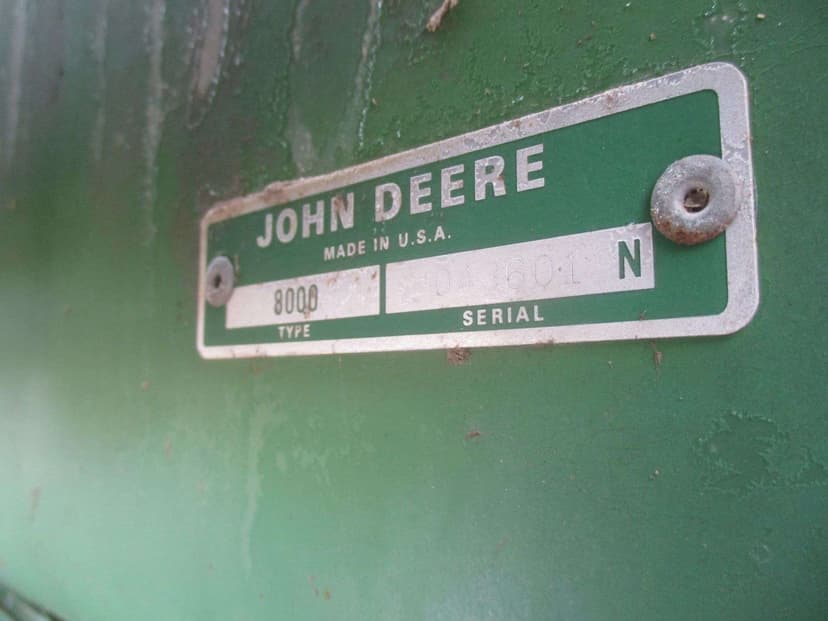 JOHN DEERE
MADE IN U.S.A.
8000 N
TYPE SERIAL